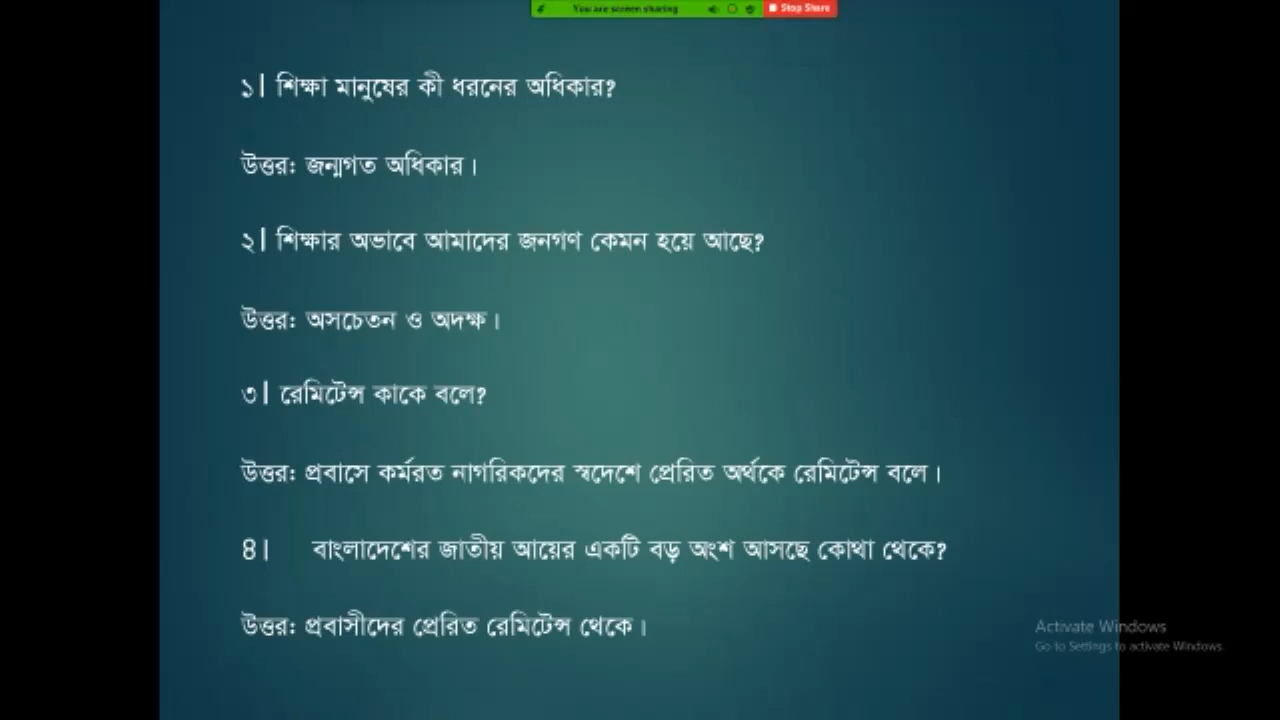 You are screen sharing Stop Share
১| শিক্ষা মানুষের কী ধরনের অধিকার?
উত্তর: জন্মগত অধিকার।
২| শিক্ষার অভাবে আমাদের জনগণ কেমন হয়ে আছে?
উত্তর: অসচেতন ও অদক্ষ।
৩| রেমিটেন্স কাকে বলে?
উত্তর: প্রবাসে কর্মরত নাগরিকদের স্বদেশে প্রেরিত অর্থকে রেমিটেন্স বলে।
৪। বাংলাদেশের জাতীয় আয়ের একটি বড় অংশ আসছে কোথা থেকে?
উত্তর: প্রবাসীদের প্রেরিত রেমিটেন্স থেকে।
Activate Windows
Go to Settings to activate Windows.